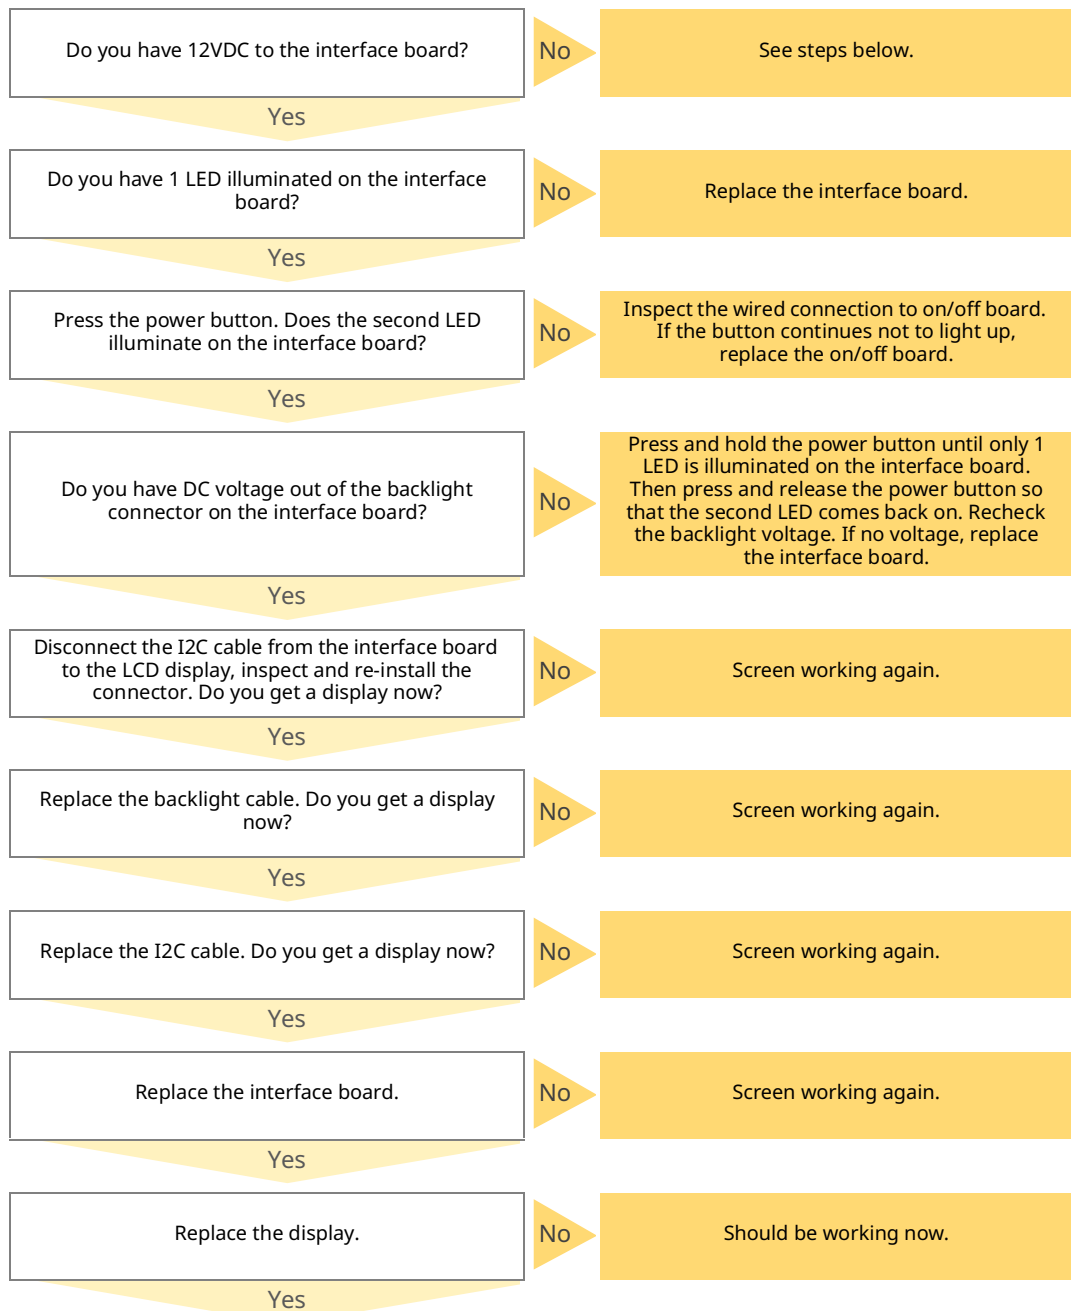 Do you have 12VDC to the interface board?
No
See steps below.
Yes
Do you have 1 LED illuminated on the interface
board?
No
Replace the interface board.
Yes
Press the power button. Does the second LED
illuminate on the interface board?
No
Inspect the wired connection to on/off board.
If the button continues not to light up,
replace the on/off board.
Yes
Do you have DC voltage out of the backlight
connector on the interface board?
No
Press and hold the power button until only 1
LED is illuminated on the interface board.
Then press and release the power button so
that the second LED comes back on. Recheck
the backlight voltage. If no voltage, replace
the interface board.
Yes
Disconnect the I2C cable from the interface board
to the LCD display, inspect and re-install the
connector. Do you get a display now?
No
Screen working again.
Yes
Replace the backlight cable. Do you get a display
now?
No
Screen working again.
Yes
Replace the I2C cable. Do you get a display now?
No
Screen working again.
Yes
Replace the interface board.
No
Screen working again.
Yes
Replace the display.
No
Should be working now.
Yes